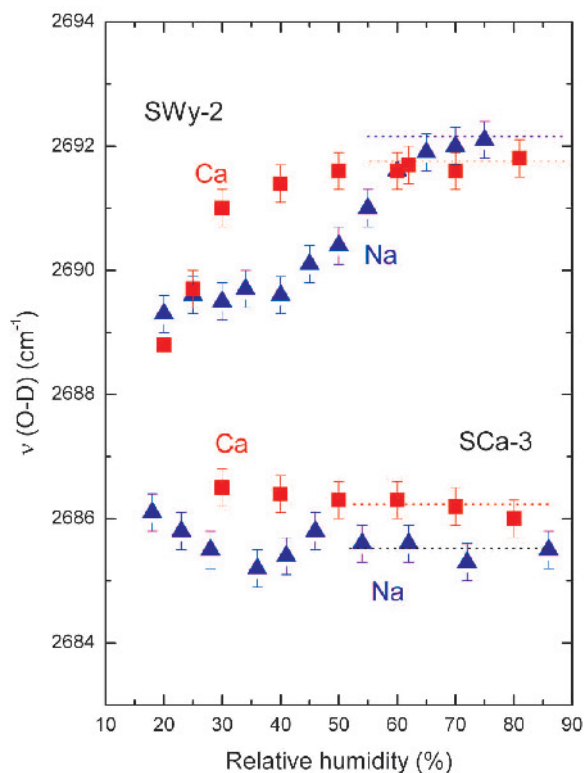 2694
2692
2690
2688
2686
2684
ν (O-D) (cm⁻¹)
SWy-2
Ca
Na
Ca
SCa-3
Na
10 20 30 40 50 60 70 80 90
Relative humidity (%)